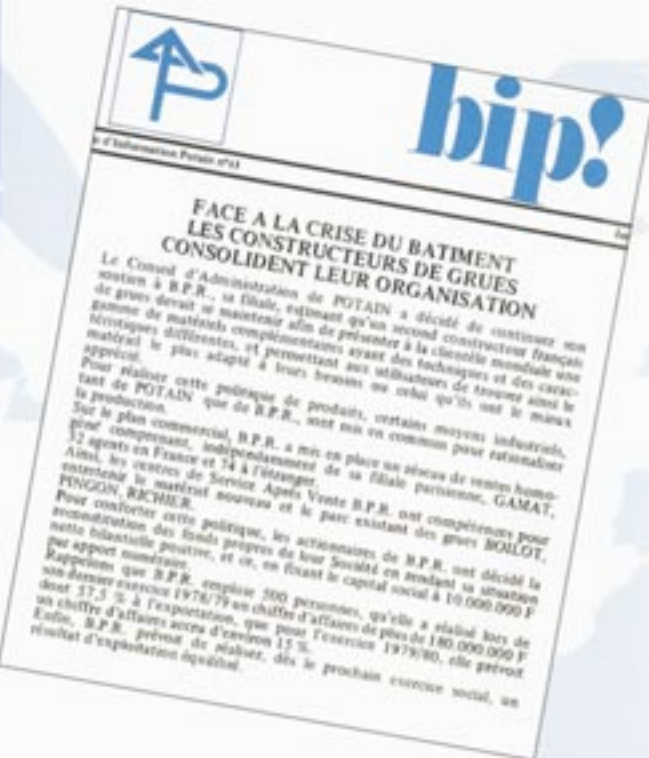 bip!
d'Information Potain n°61
FACE A LA CRISE DU BATIMENT
LES CONSTRUCTEURS DE GRUES
CONSOLIDENT LEUR ORGANISATION
Le Conseil d'Administration de POTAIN a décidé de continuer son
soutien à B.P.R., sa filiale, estimant qu'un second constructeur français
de grues devait se maintenir afin de présenter à la clientèle mondiale une
gamme de matériels complémentaires ayant des techniques et des carac-
téristiques différentes, et permettant aux utilisateurs de trouver ainsi le
matériel le plus adapté à leurs besoins ou celui qu'ils ont le mieux
apprécié.
Pour réaliser cette politique de produits, certains moyens industriels,
tant de POTAIN que de B.P.R., sont mis en commun pour rationaliser
la production.
Sur le plan commercial, B.P.R. a mis en place un réseau de ventes homo-
gène comprenant, indépendamment de sa filiale parisienne, GAMAT,
32 agents en France et 74 à l'étranger.
Ainsi, les centres de Service Après Vente B.P.R. ont compétences pour
entretenir le matériel nouveau et le parc existant des grues BOILOT,
PINGON, RICHIER.
Pour conforter cette politique, les actionnaires de B.P.R. ont décidé la
reconstitution des fonds propres de leur Société en rendant sa situation
nette bilantielle positive, et ce, en fixant le capital social à 10.000.000 F
par apport numéraire.
Rappelons que B.P.R. emploie 500 personnes, qu'elle a réalisé lors de
son dernier exercice 1978/79 un chiffre d'affaires de plus de 180.000.000 F
dont 57,5 % à l'exportation, que pour l'exercice 1979/80, elle prévoit
un chiffre d'affaires accru d'environ 15 %.
Enfin, B.P.R. prévoit de réaliser, dès le prochain exercice social, un
résultat d'exploitation équilibré.